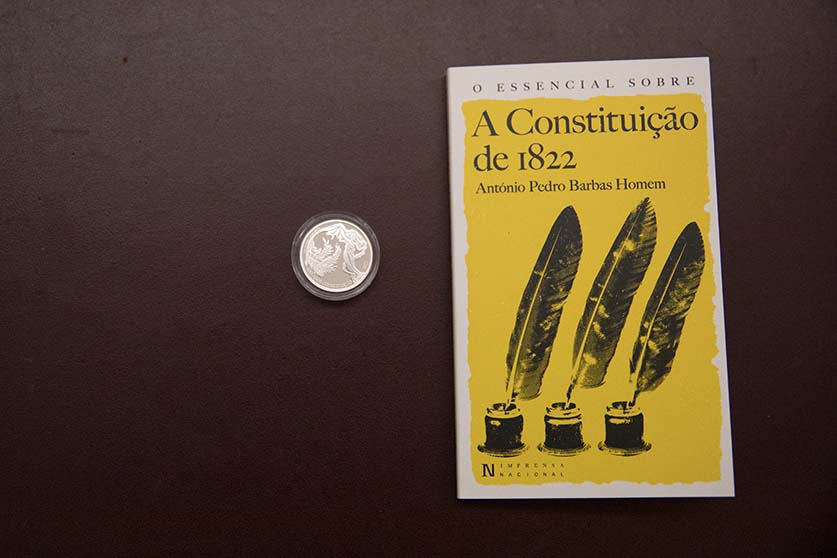 O ESSENCIAL SOBRE
A Constituição
de 1822
António Pedro Barbas Homem
N IMPRENSA
NACIONAL